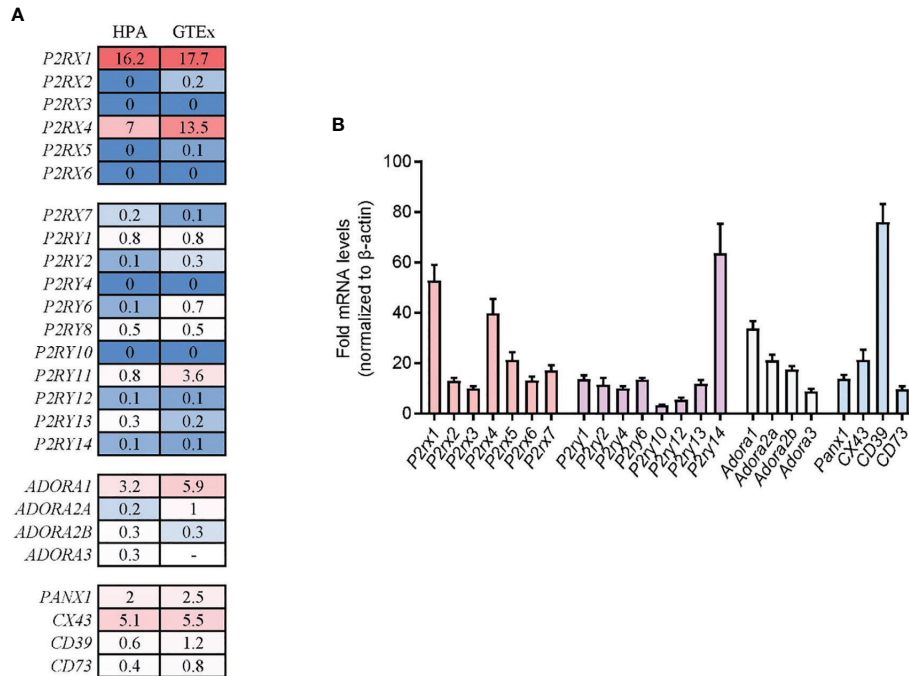 A
HPA GTEx
P2RX1 16.2 17.7
P2RX2 0 0.2
P2RX3 0 0
P2RX4 7 13.5
P2RX5 0 0.1
P2RX6 0 0
P2RX7 0.2 0.1
P2RY1 0.8 0.8
P2RY2 0.1 0.3
P2RY4 0 0
P2RY6 0.1 0.7
P2RY8 0.5 0.5
P2RY10 0 0
P2RY11 0.8 3.6
P2RY12 0.1 0.1
P2RY13 0.3 0.2
P2RY14 0.1 0.1
ADORA1 3.2 5.9
ADORA2A 0.2 1
ADORA2B 0.3 0.3
ADORA3 0.3 -
PANX1 2 2.5
CX43 5.1 5.5
CD39 0.6 1.2
CD73 0.4 0.8
B
Fold mRNA levels
(normalized to β-actin)
100
80
60
40
20
0
P2rx1 P2rx2 P2rx3 P2rx4 P2rx5 P2rx6 P2rx7 P2ry1 P2ry2 P2ry4 P2ry6 P2ry10 P2ry12 P2ry13 P2ry14 Adora1 Adora2a Adora2b Adora3 Panx1 CX43 CD39 CD73